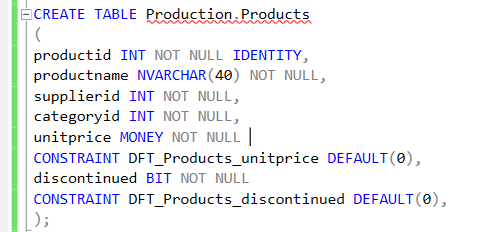 CREATE TABLE Production.Products
(
productid INT NOT NULL IDENTITY,
productname NVARCHAR(40) NOT NULL,
supplierid INT NOT NULL,
categoryid INT NOT NULL,
unitprice MONEY NOT NULL
CONSTRAINT DFT_Products_unitprice DEFAULT(0),
discontinued BIT NOT NULL
CONSTRAINT DFT_Products_discontinued DEFAULT(0),
);